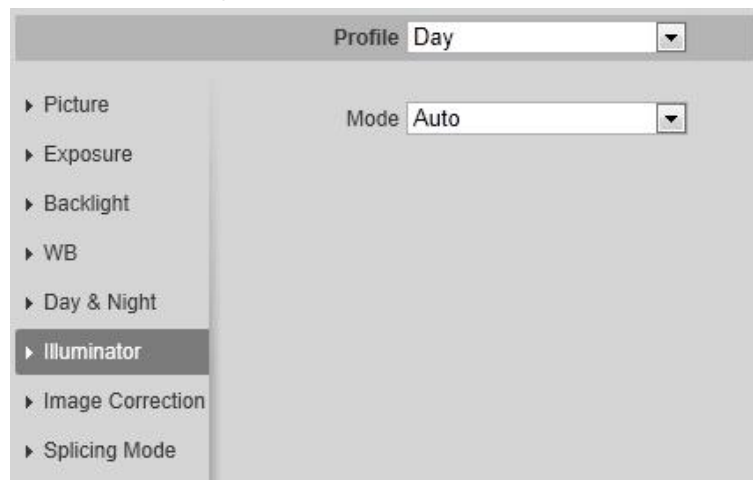 Profile Day
Mode Auto
Picture
Exposure
Backlight
WB
Day & Night
Illuminator
Image Correction
Splicing Mode